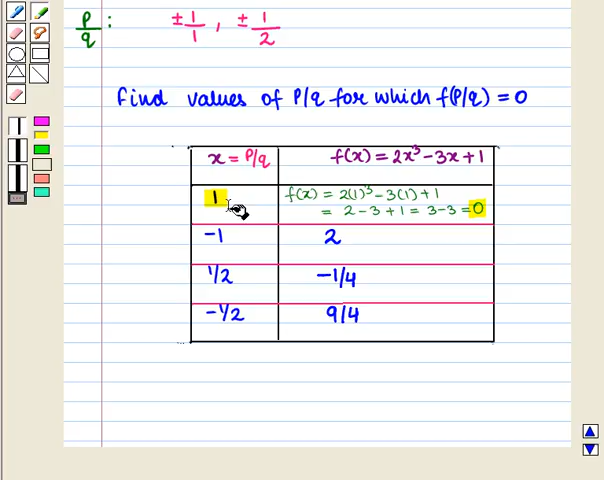 P/q : ±1/1 , ±1/2
Find values of P/q for which f(P/q) = 0
x = P/q f(x) = 2x³ - 3x + 1
1 f(x) = 2(1)³ - 3(1) + 1
= 2 - 3 + 1 = 3 - 3 = 0
-1 2
1/2 -1/4
-1/2 9/4